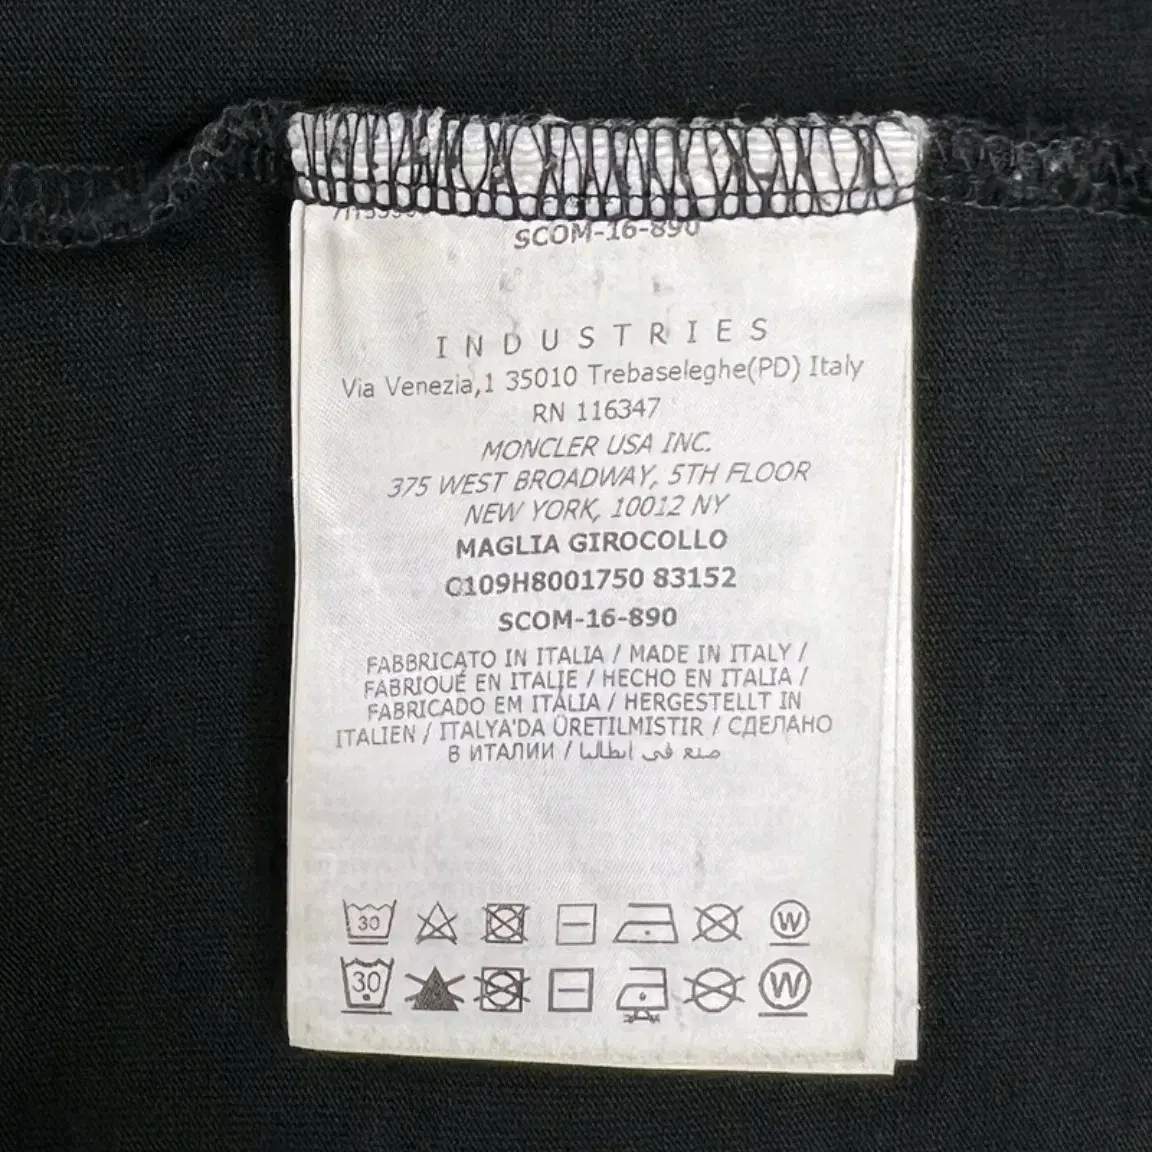 SCOM-16-890
INDUSTRIES
Via Venezia,1 35010 Trebaseleghe(PD) Italy
RN 116347
MONCLER USA INC.
375 WEST BROADWAY, 5TH FLOOR
NEW YORK, 10012 NY
MAGLIA GIROCOLLO
C109H8001750 83152
SCOM-16-890
FABBRICATO IN ITALIA / MADE IN ITALY /
FABRIQUÉ EN ITALIE / HECHO EN ITALIA /
FABRICADO EM ITÁLIA / HERGESTELLT IN
ITALIEN / ITALYA'DA ÜRETILMISTIR / СДЕЛАНО
В ИТАЛИИ / صنع في ايطاليا
30 W
30 W